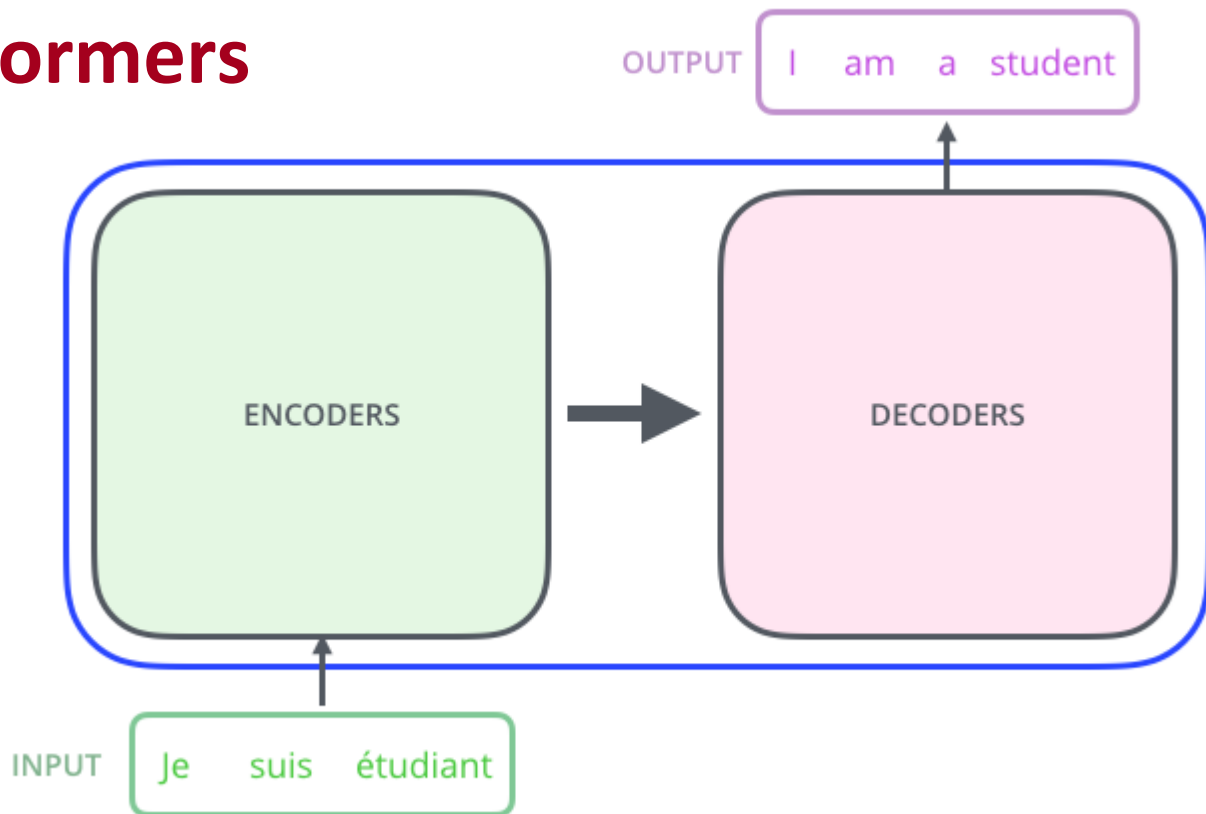 ormers
OUTPUT I am a student
ENCODERS DECODERS
INPUT Je suis étudiant